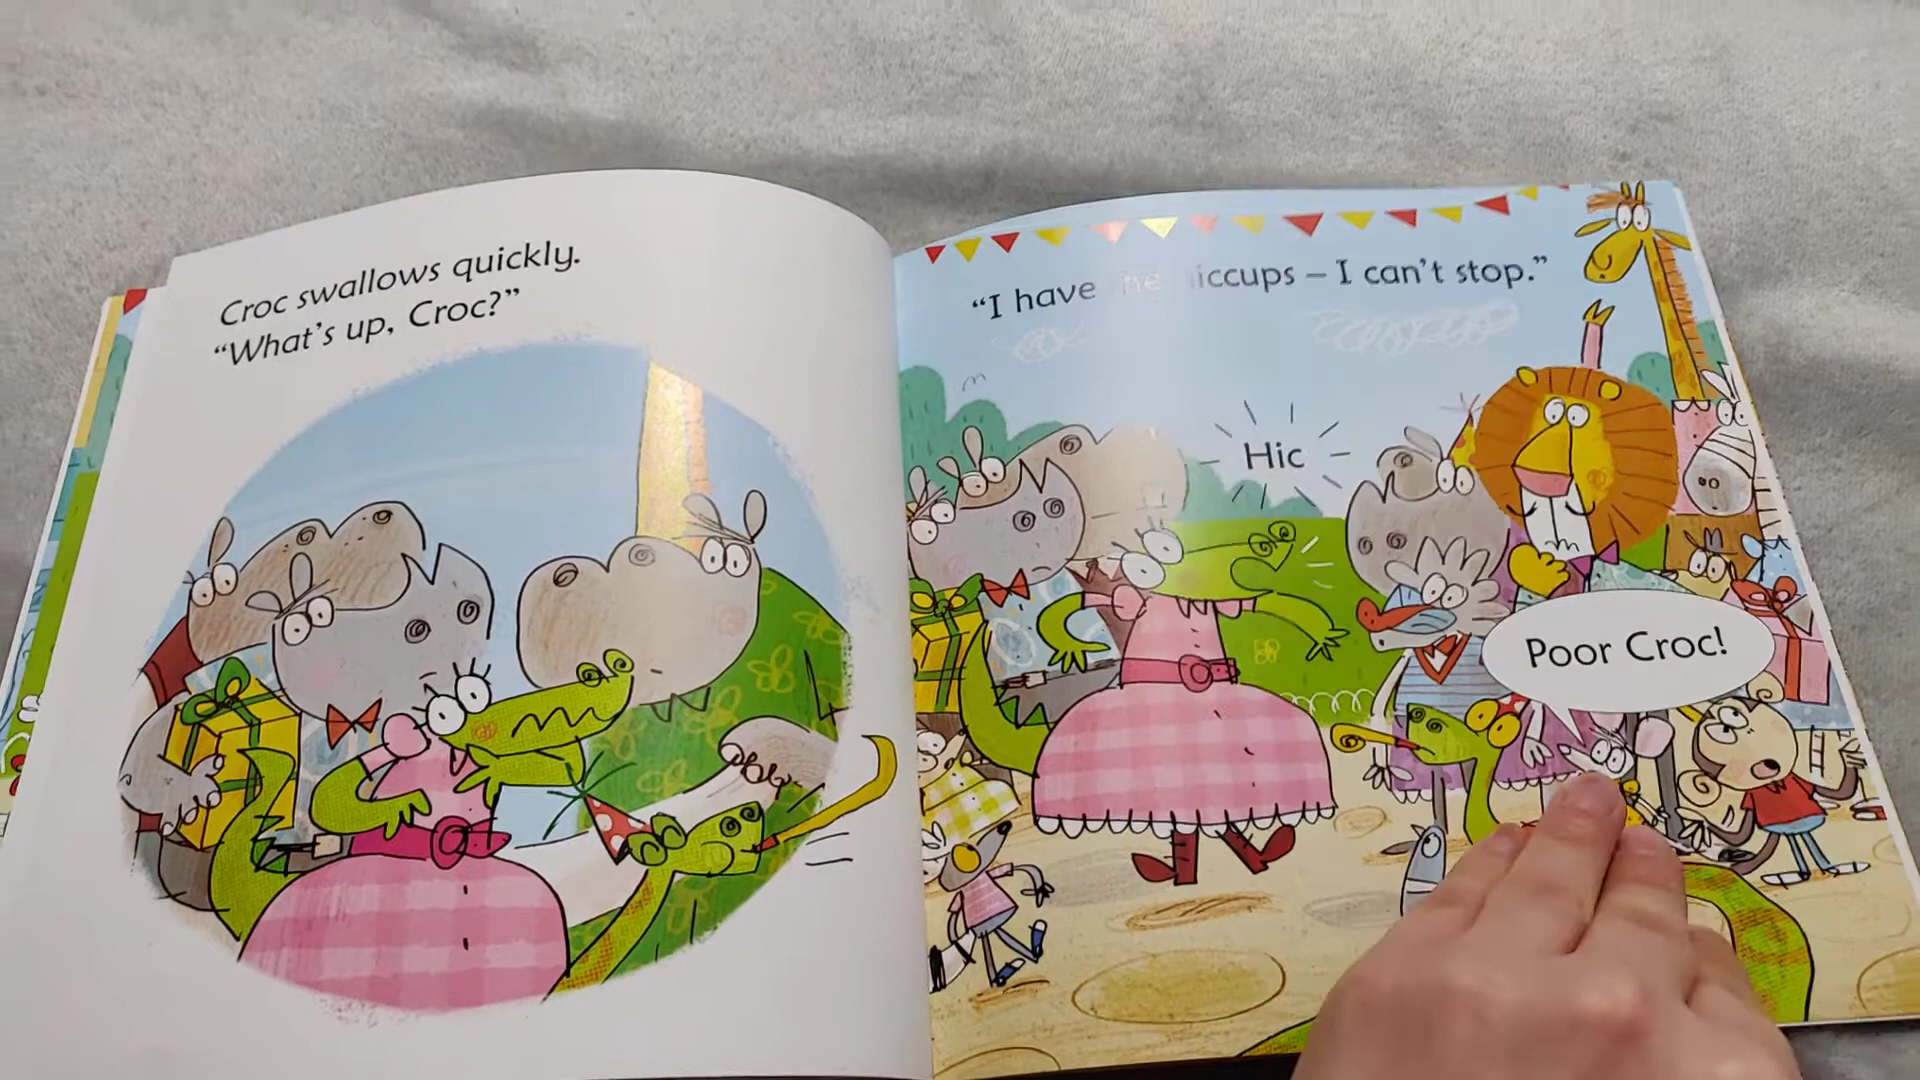 Croc swallows quickly.
“What’s up, Croc?”
“I have the hiccups – I can’t stop.”
Hic
Poor Croc!